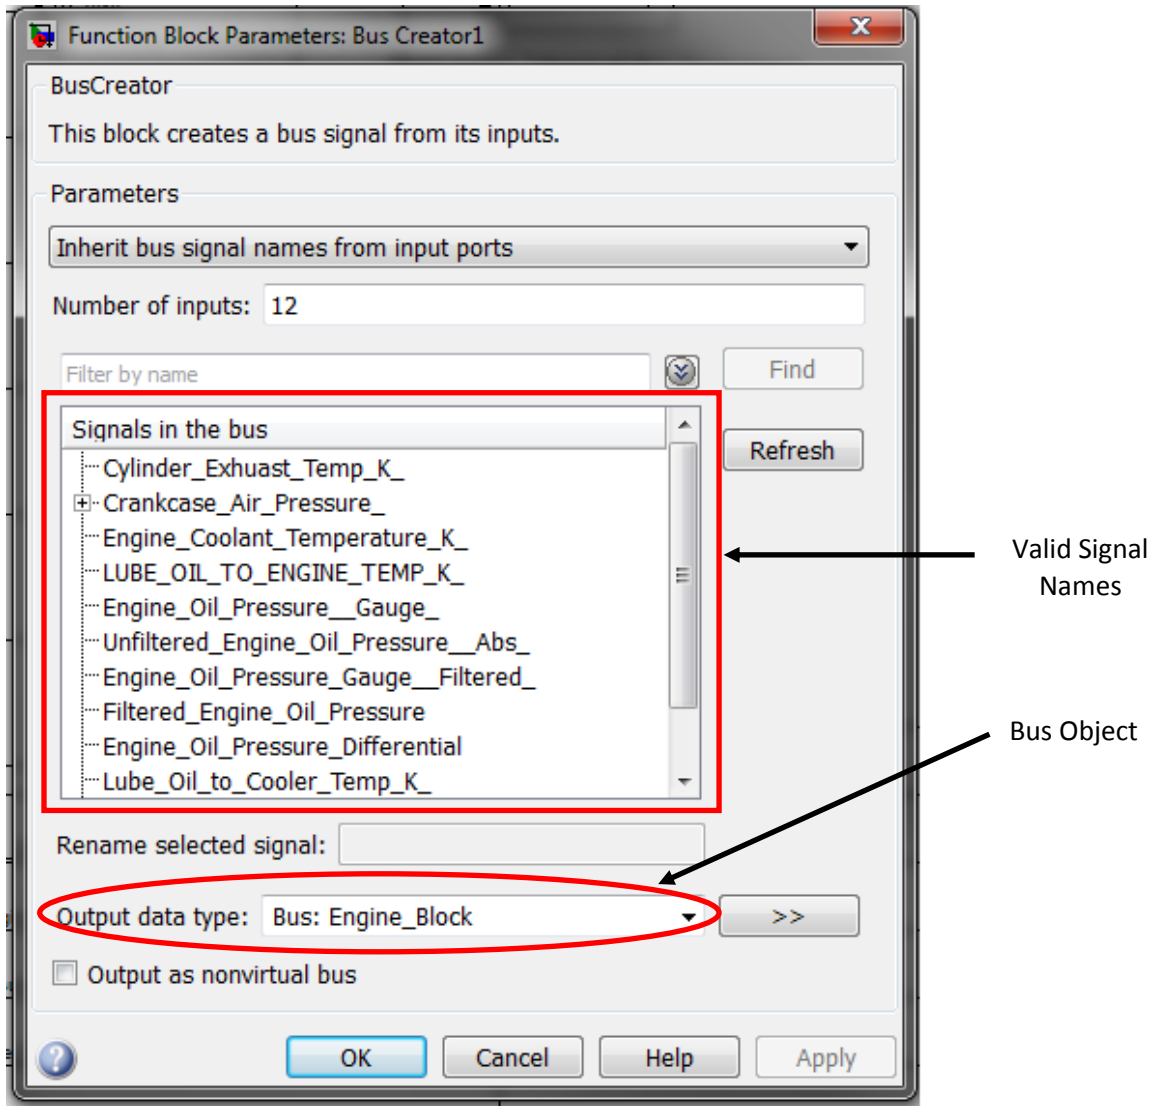 Function Block Parameters: Bus Creator1
BusCreator
This block creates a bus signal from its inputs.
Parameters
Inherit bus signal names from input ports
Number of inputs: 12
Filter by name
Find
Signals in the bus
Refresh
Cylinder_Exhuast_Temp_K_
Crankcase_Air_Pressure_
Engine_Coolant_Temperature_K_
LUBE_OIL_TO_ENGINE_TEMP_K_
Engine_Oil_Pressure__Gauge_
Unfiltered_Engine_Oil_Pressure__Abs_
Engine_Oil_Pressure_Gauge__Filtered_
Filtered_Engine_Oil_Pressure
Engine_Oil_Pressure_Differential
Lube_Oil_to_Cooler_Temp_K_
Valid Signal
Names
Bus Object
Rename selected signal:
Output data type: Bus: Engine_Block >>
Output as nonvirtual bus
OK Cancel Help Apply